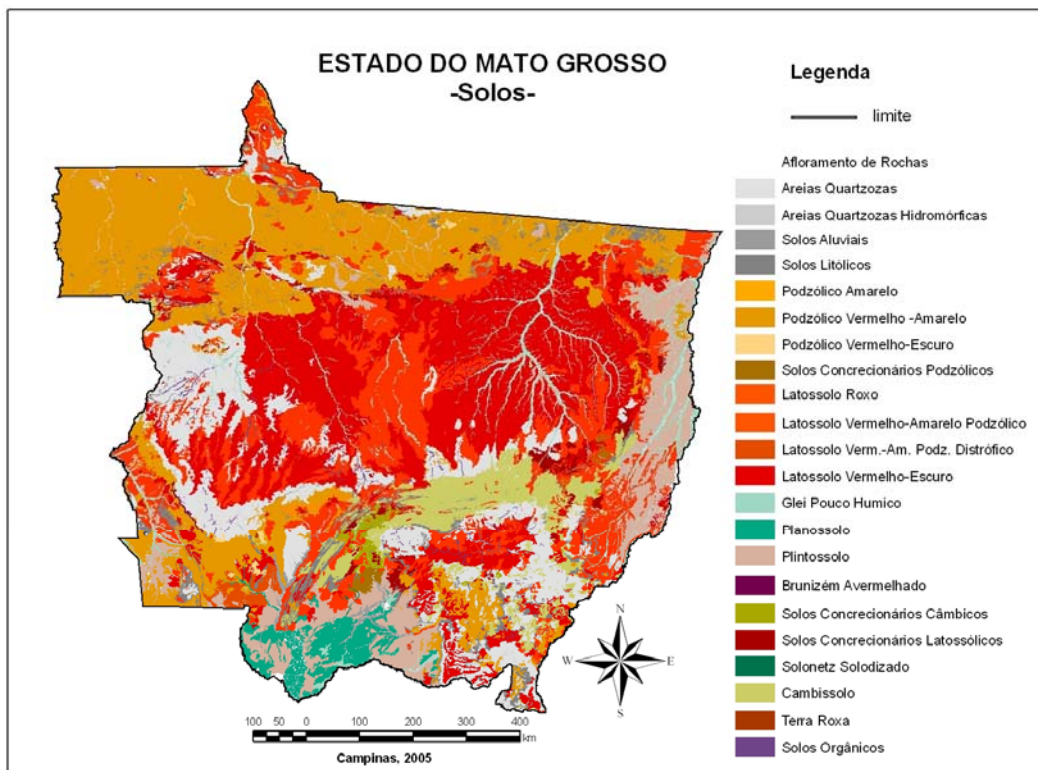 ESTADO DO MATO GROSSO
-Solos-
Legenda
limite
Afloramento de Rochas
Areias Quartzozas
Areias Quartzozas Hidromórficas
Solos Aluviais
Solos Litólicos
Podzólico Amarelo
Podzólico Vermelho -Amarelo
Podzólico Vermelho-Escuro
Solos Concrecionários Podzólicos
Latossolo Roxo
Latossolo Vermelho-Amarelo Podzólico
Latossolo Verm.-Am. Podz. Distrófico
Latossolo Vermelho-Escuro
Glei Pouco Humico
Planossolo
Plintossolo
Brunizém Avermelhado
Solos Concrecionários Câmbicos
Solos Concrecionários Latossólicos
Solonetz Solodizado
Cambissolo
Terra Roxa
Solos Orgânicos
N
W E
S
100 50 0 100 200 300 400
km
Campinas, 2005